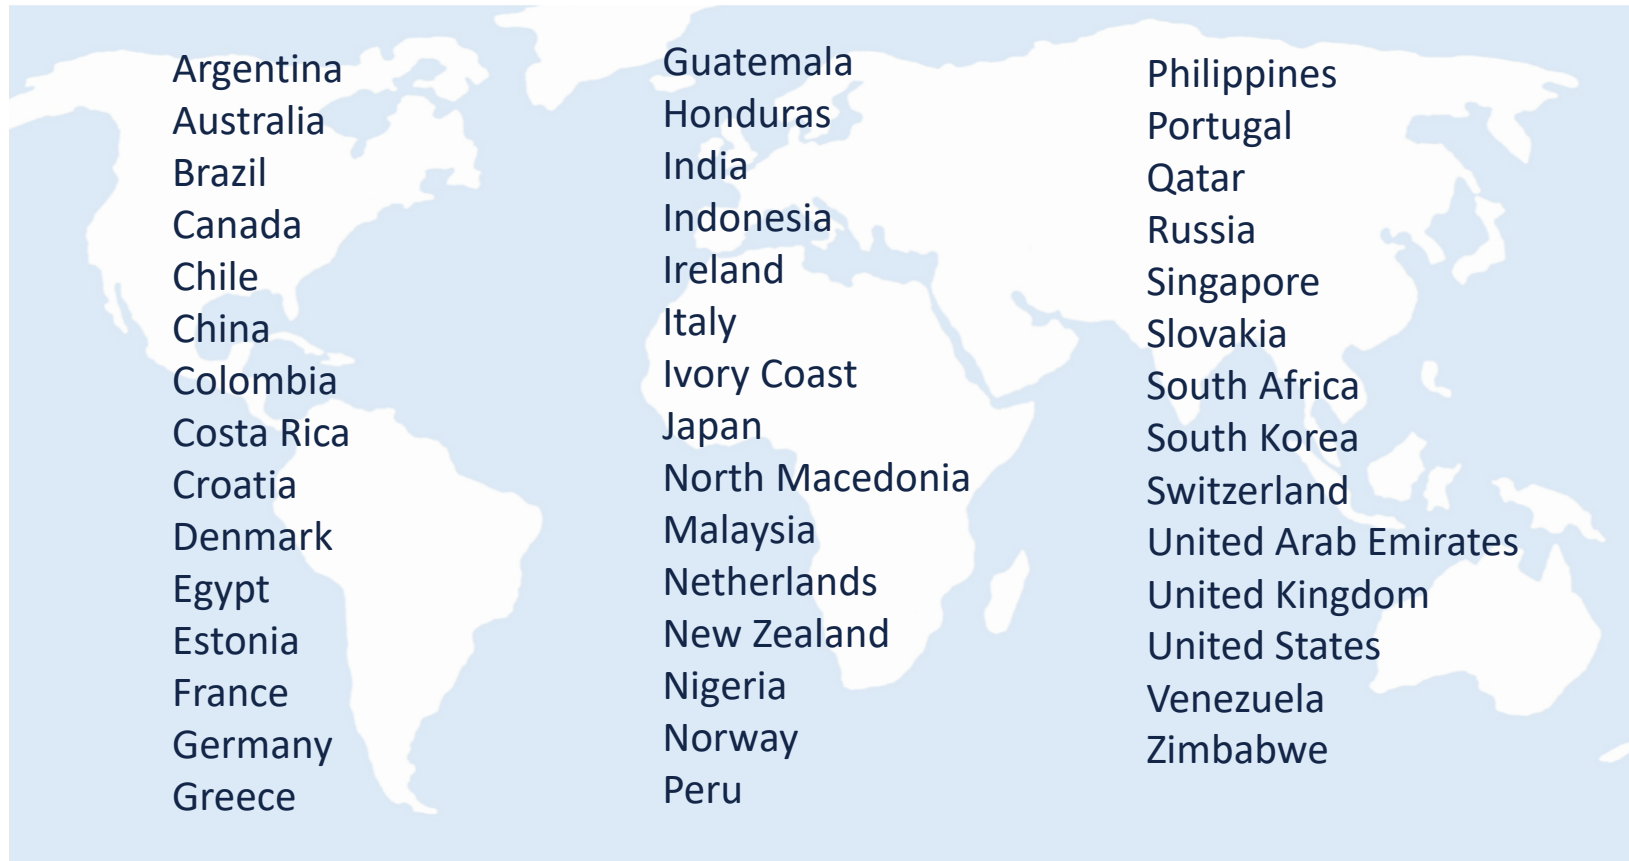 Argentina
Australia
Brazil
Canada
Chile
China
Colombia
Costa Rica
Croatia
Denmark
Egypt
Estonia
France
Germany
Greece
Guatemala
Honduras
India
Indonesia
Ireland
Italy
Ivory Coast
Japan
North Macedonia
Malaysia
Netherlands
New Zealand
Nigeria
Norway
Peru
Philippines
Portugal
Qatar
Russia
Singapore
Slovakia
South Africa
South Korea
Switzerland
United Arab Emirates
United Kingdom
United States
Venezuela
Zimbabwe